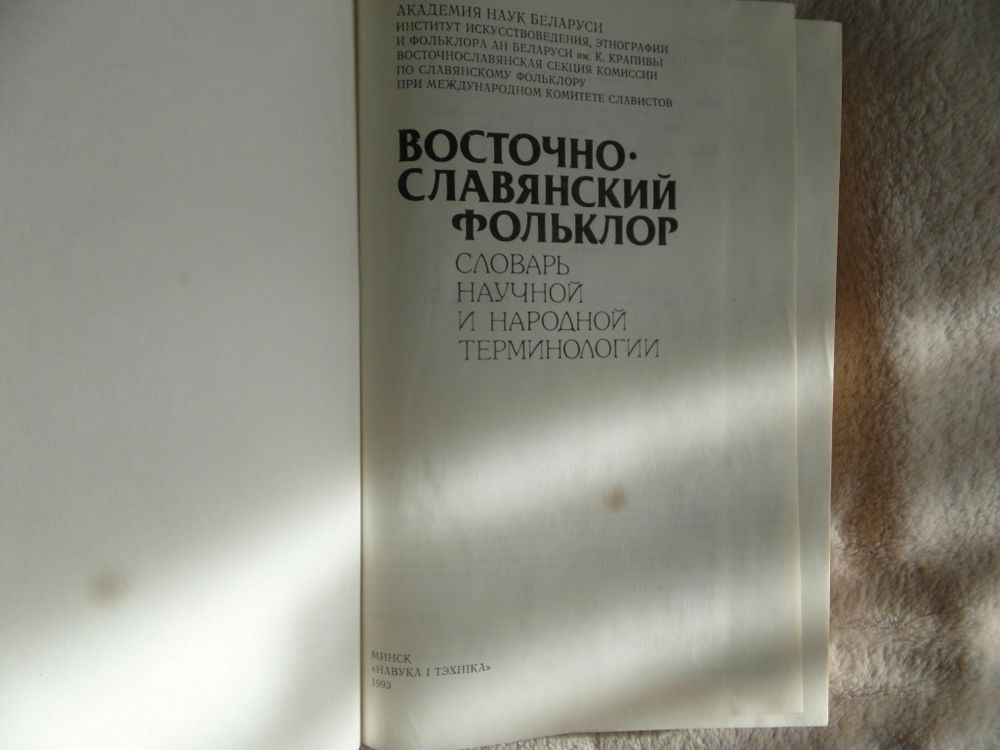 АКАДЕМИЯ НАУК БЕЛАРУСИ
ИНСТИТУТ ИСКУССТВОВЕДЕНИЯ, ЭТНОГРАФИИ
И ФОЛЬКЛОРА АН БЕЛАРУСИ им. К. КРАПИВЫ
ВОСТОЧНОСЛАВЯНСКАЯ СЕКЦИЯ КОМИССИИ
ПО СЛАВЯНСКОМУ ФОЛЬКЛОРУ
ПРИ МЕЖДУНАРОДНОМ КОМИТЕТЕ СЛАВИСТОВ
ВОСТОЧНО-
СЛАВЯНСКИЙ
ФОЛЬКЛОР
СЛОВАРЬ
НАУЧНОЙ
И НАРОДНОЙ
ТЕРМИНОЛОГИИ
МИНСК
«НАВУКА І ТЭХНІКА»
1993